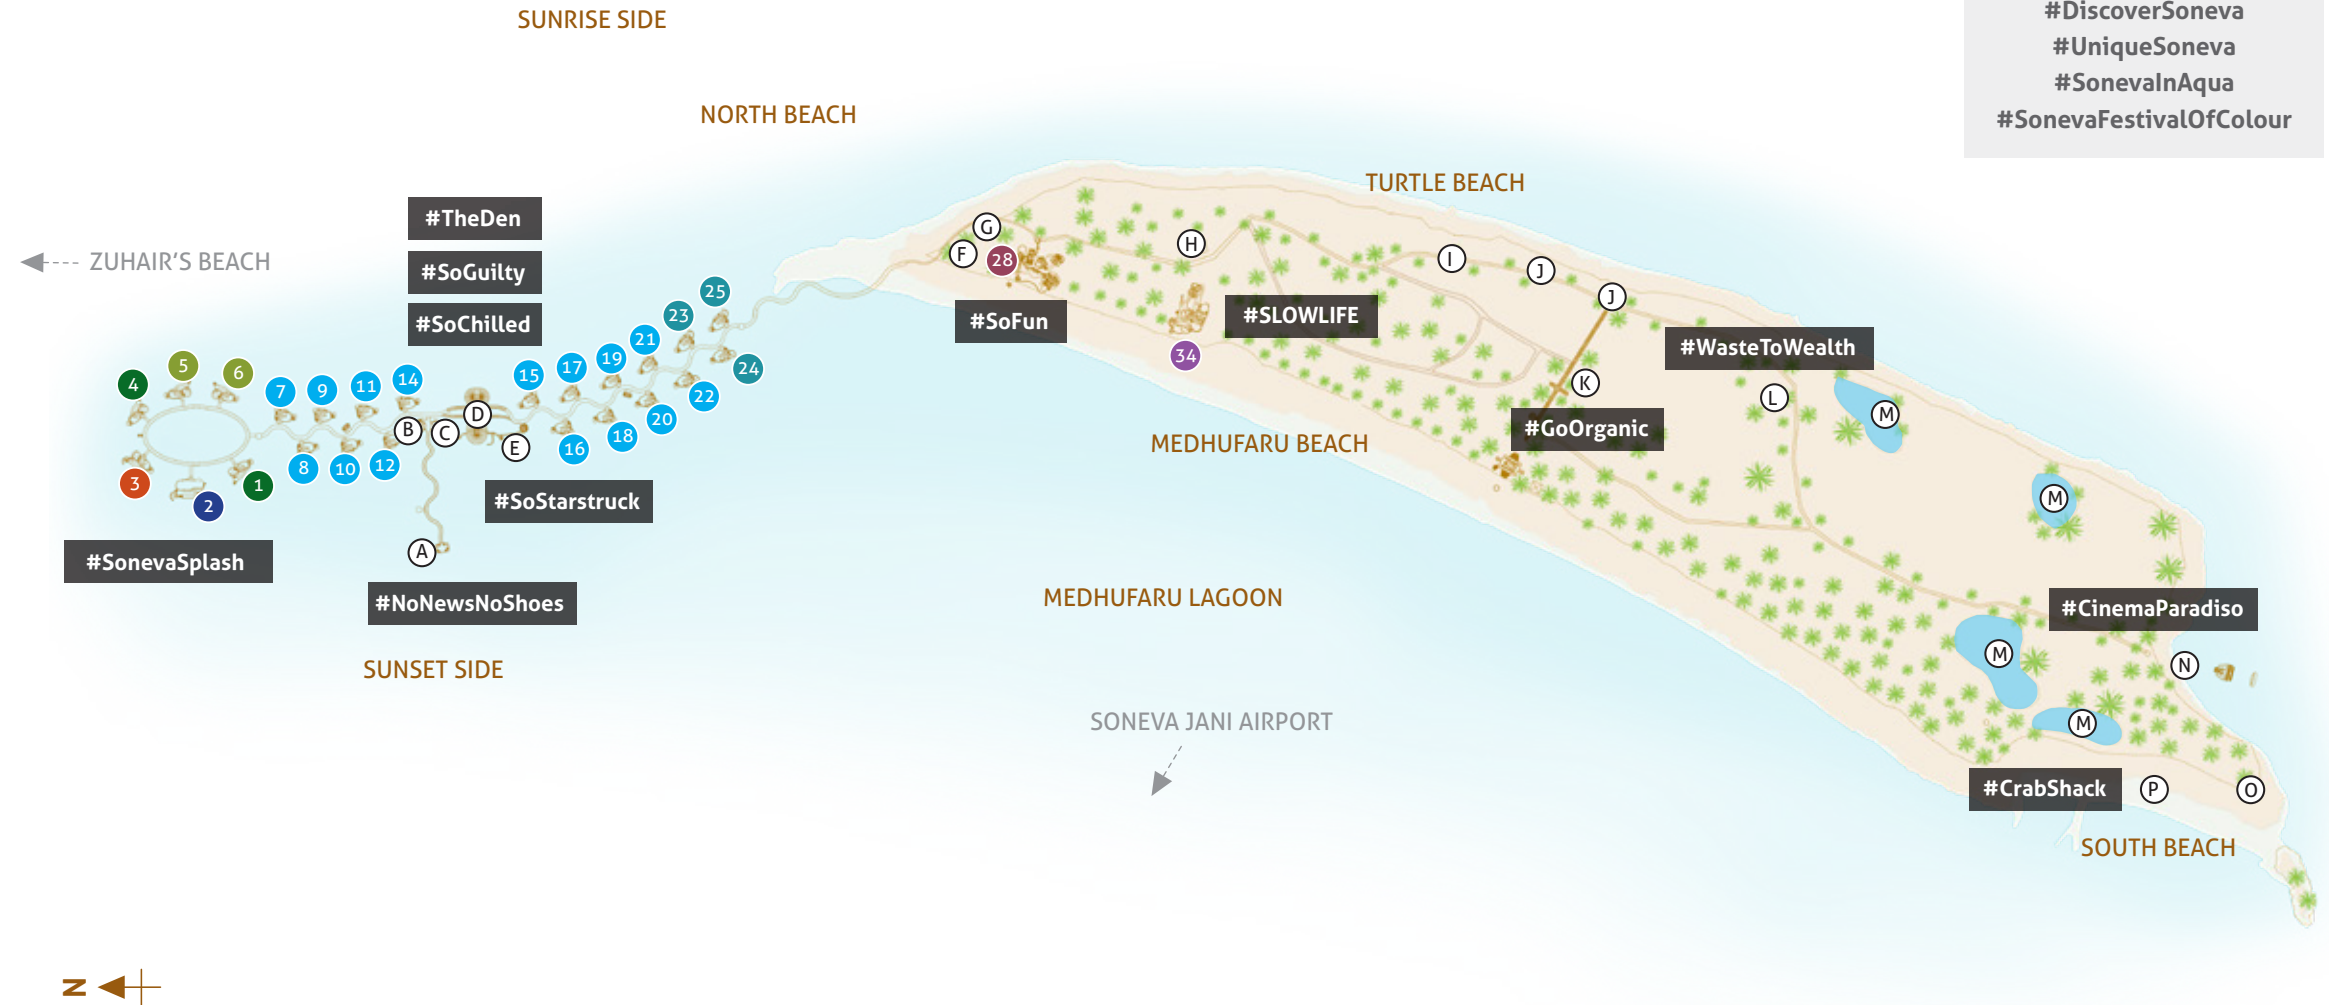 SUNRISE SIDE
#DiscoverSoneva
#UniqueSoneva
#SonevaInAqua
#SonevaFestivalOfColour
NORTH BEACH
TURTLE BEACH
#TheDen
#SoGuilty
#SoChilled
ZUHAIR'S BEACH
G
F
28
H
I
J
J
25
23
21
19
17
15
24
22
20
18
16
#SoFun
#SLOWLIFE
34
#WasteToWealth
4
5
6
7
9
11
14
K
L
M
B
C
D
E
#GoOrganic
MEDHUFARU BEACH
3
2
1
8
10
12
#SoStarstruck
M
A
#SonevaSplash
#NoNewsNoShoes
MEDHUFARU LAGOON
#CinemaParadiso
SUNSET SIDE
M
N
SONEVA JANI AIRPORT
M
#CrabShack
P
O
SOUTH BEACH
N